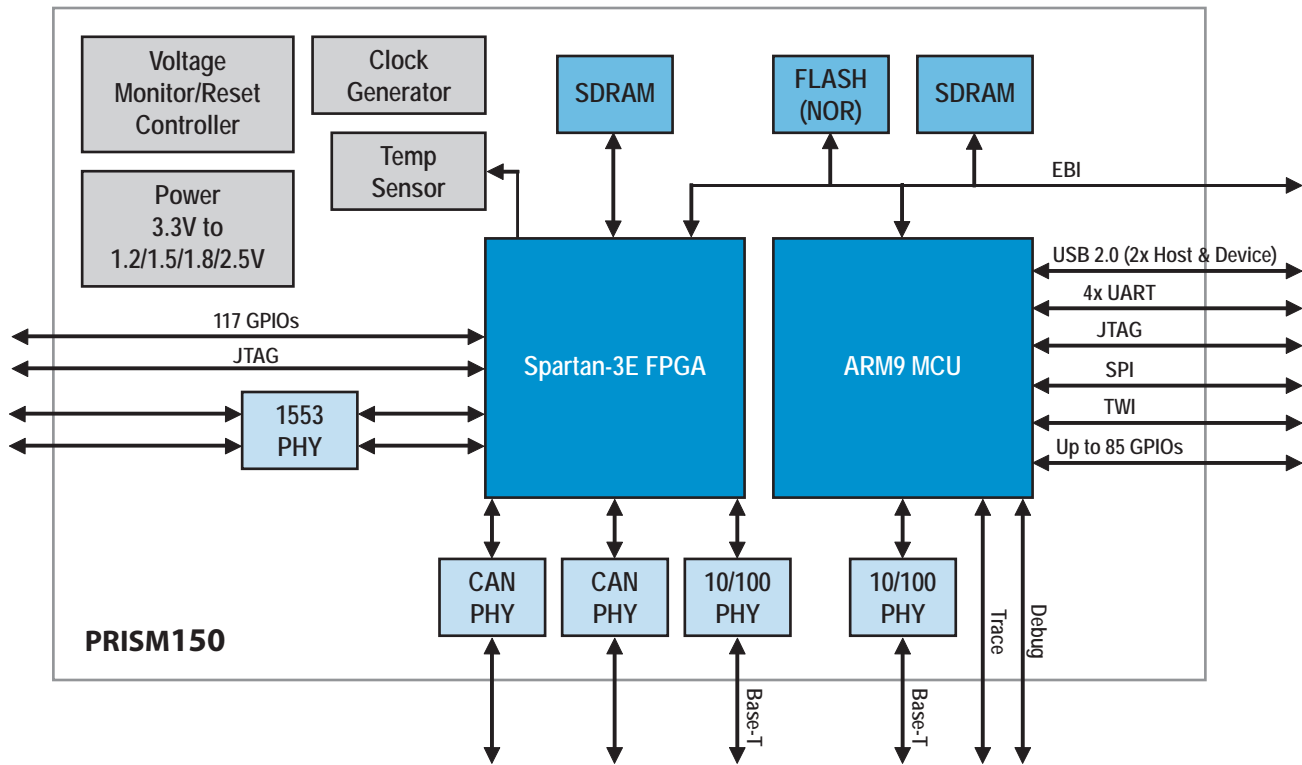 Voltage
Monitor/Reset
Controller
Clock
Generator
SDRAM
FLASH
(NOR)
SDRAM
Temp
Sensor
EBI
Power
3.3V to
1.2/1.5/1.8/2.5V
USB 2.0 (2x Host & Device)
4x UART
117 GPIOs
JTAG
JTAG
Spartan-3E FPGA
ARM9 MCU
SPI
TWI
1553
PHY
Up to 85 GPIOs
CAN
PHY
CAN
PHY
10/100
PHY
10/100
PHY
Trace
Debug
PRISM150
Base-T
Base-T